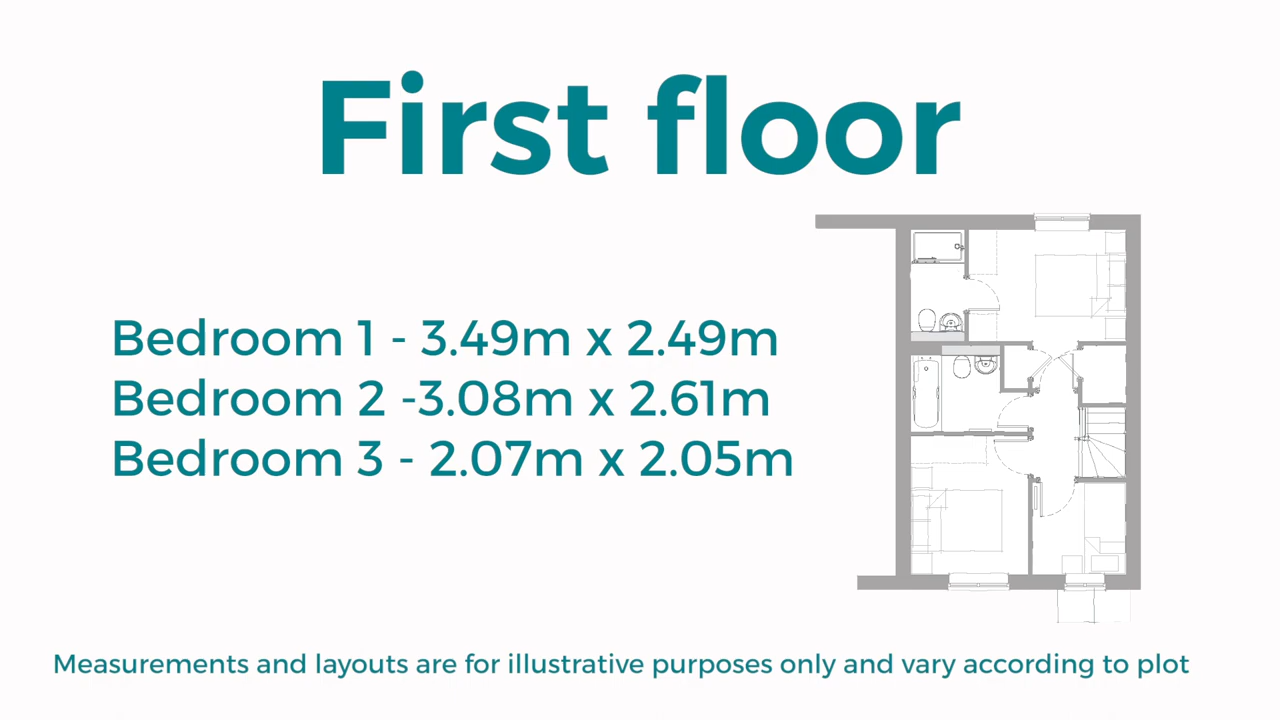 First floor
Bedroom 1 - 3.49m x 2.49m
Bedroom 2 -3.08m x 2.61m
Bedroom 3 - 2.07m x 2.05m
Measurements and layouts are for illustrative purposes only and vary according to plot